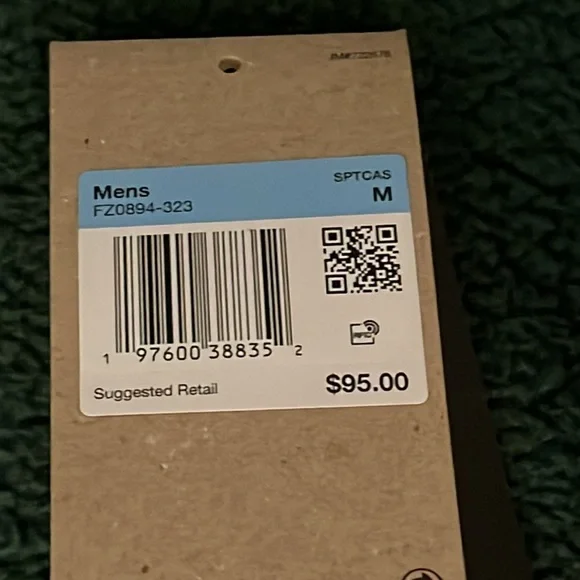 Mens
SPTCAS
FZ0894-323
M
1 97600 38835 2
Suggested Retail
$95.00